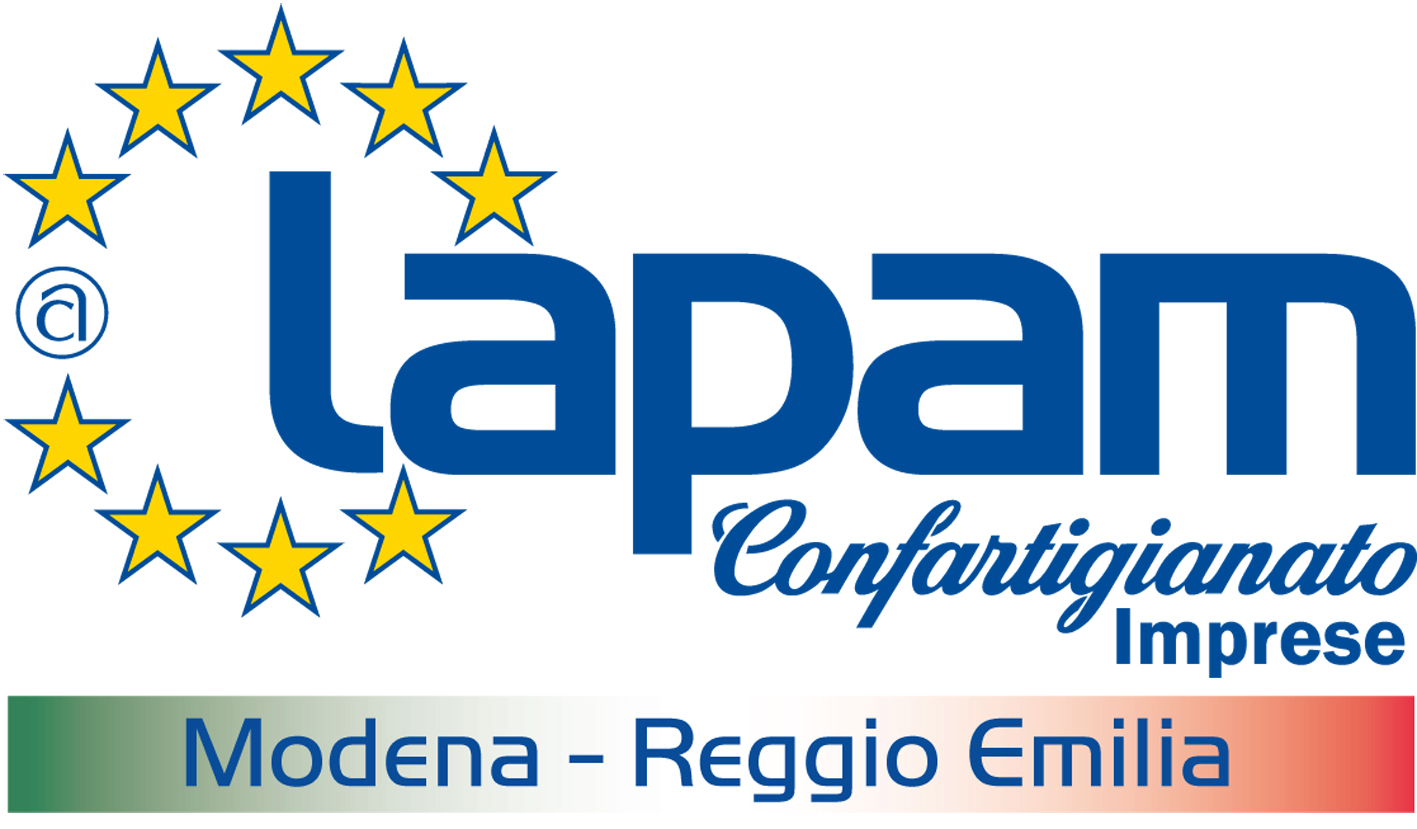 a
lapam
Confartigianato
Imprese
Modena - Reggio Emilia